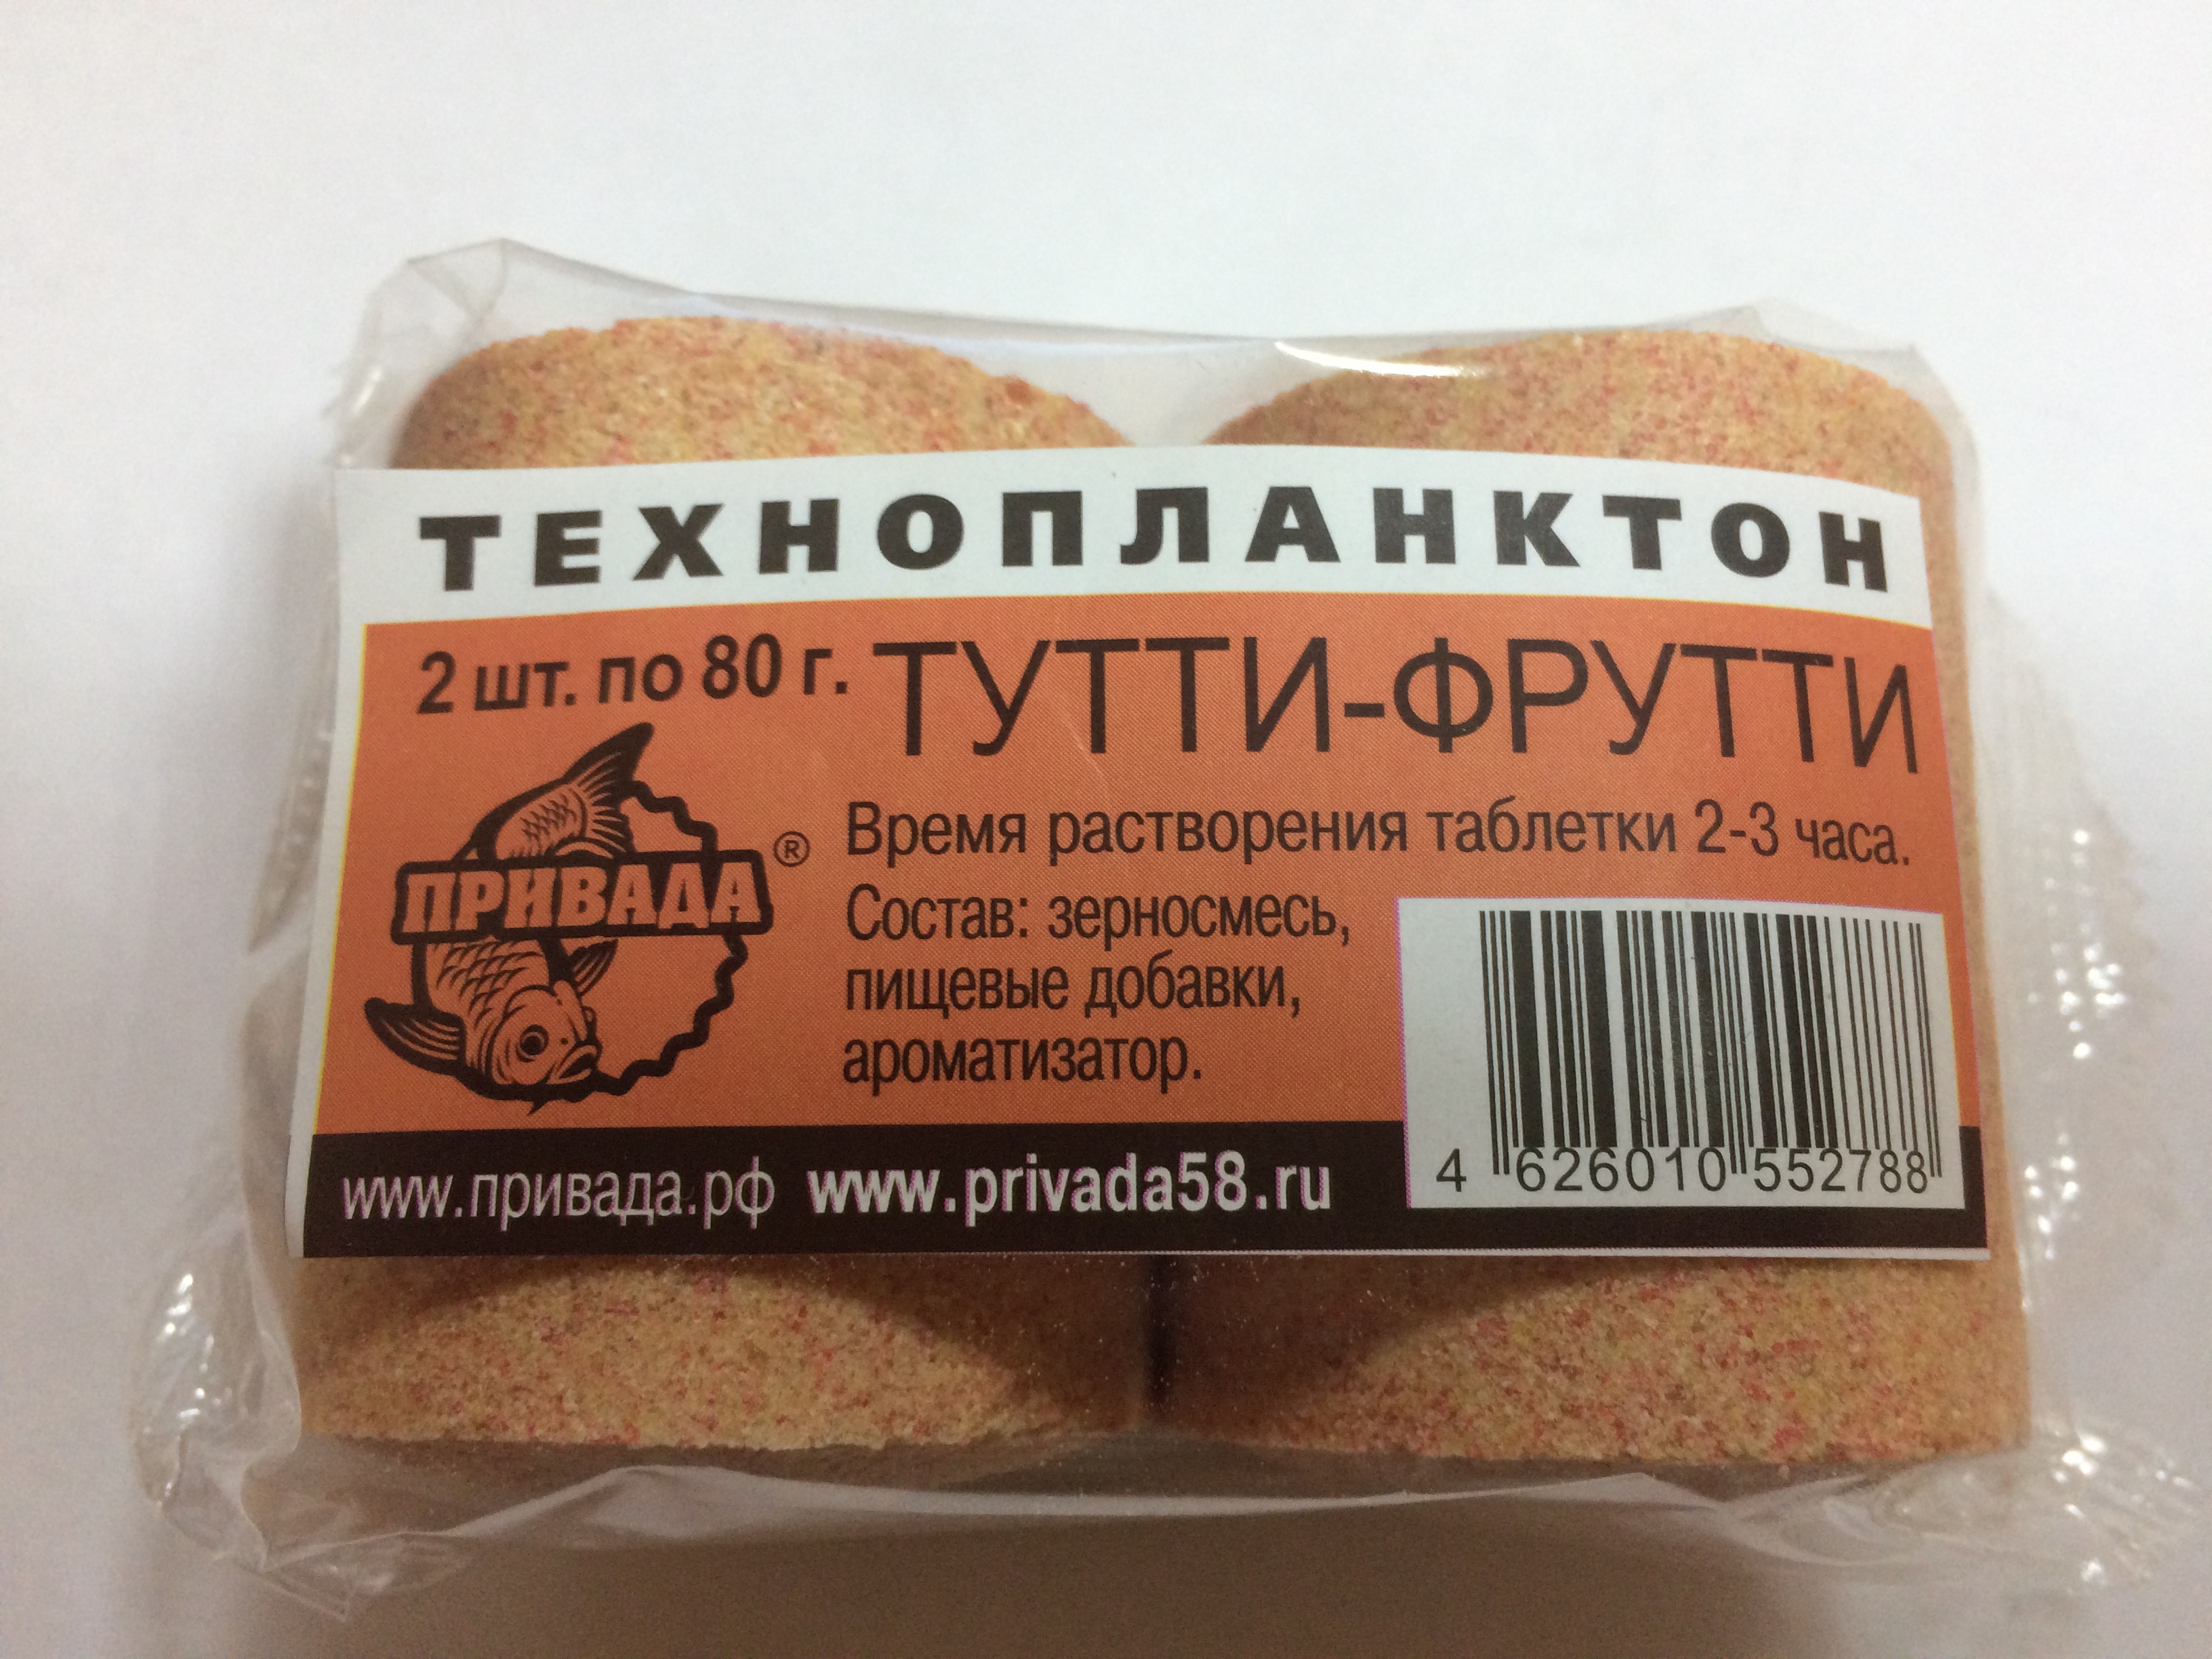 ТЕХНОПЛАНКТОН
2 шт. по 80 г. ТУТТИ-ФРУТТИ
ПРИВАДА ®
Время растворения таблетки 2-3 часа.
Состав: зерносмесь,
пищевые добавки,
ароматизатор.
www.привада.рф www.privada58.ru
4 626010 552788